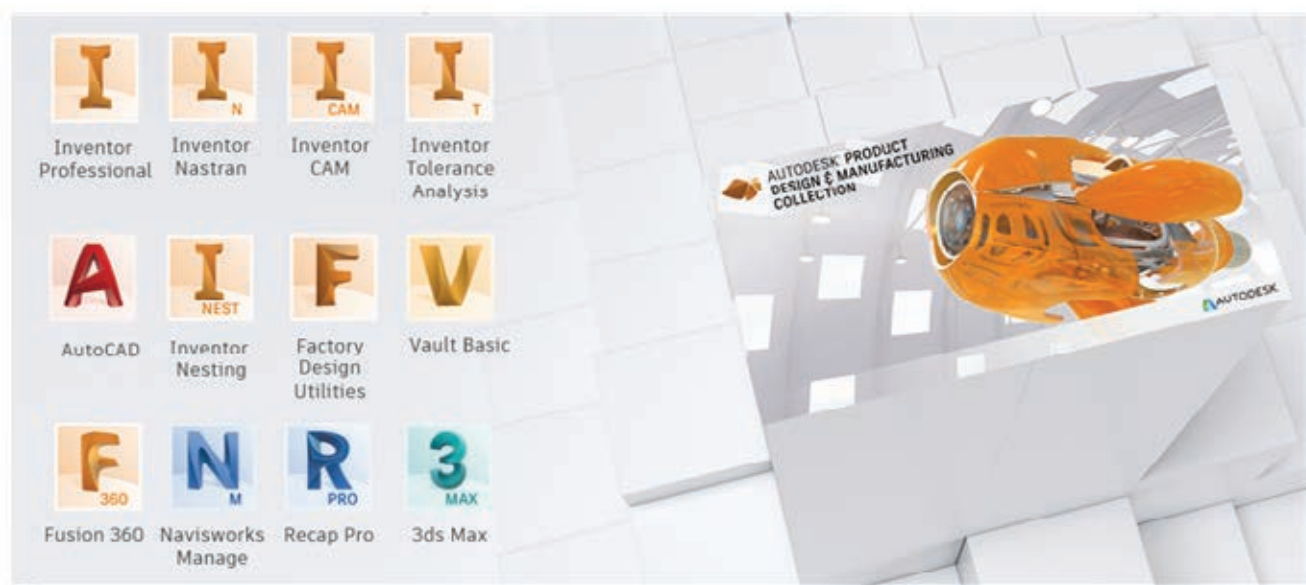 I
I
N
I
CAM
I
T
Inventor
Professional
Inventor
Nastran
Inventor
CAM
Inventor
Tolerance
Analysis
A
I
NEST
F
V
AutoCAD
Inventor
Nesting
Factory
Design
Utilities
Vault Basic
F
360
N
M
R
PRO
3
MAX
Fusion 360
Navisworks
Manage
Recap Pro
3ds Max
AUTODESK PRODUCT
DESIGN & MANUFACTURING
COLLECTION
AUTODESK